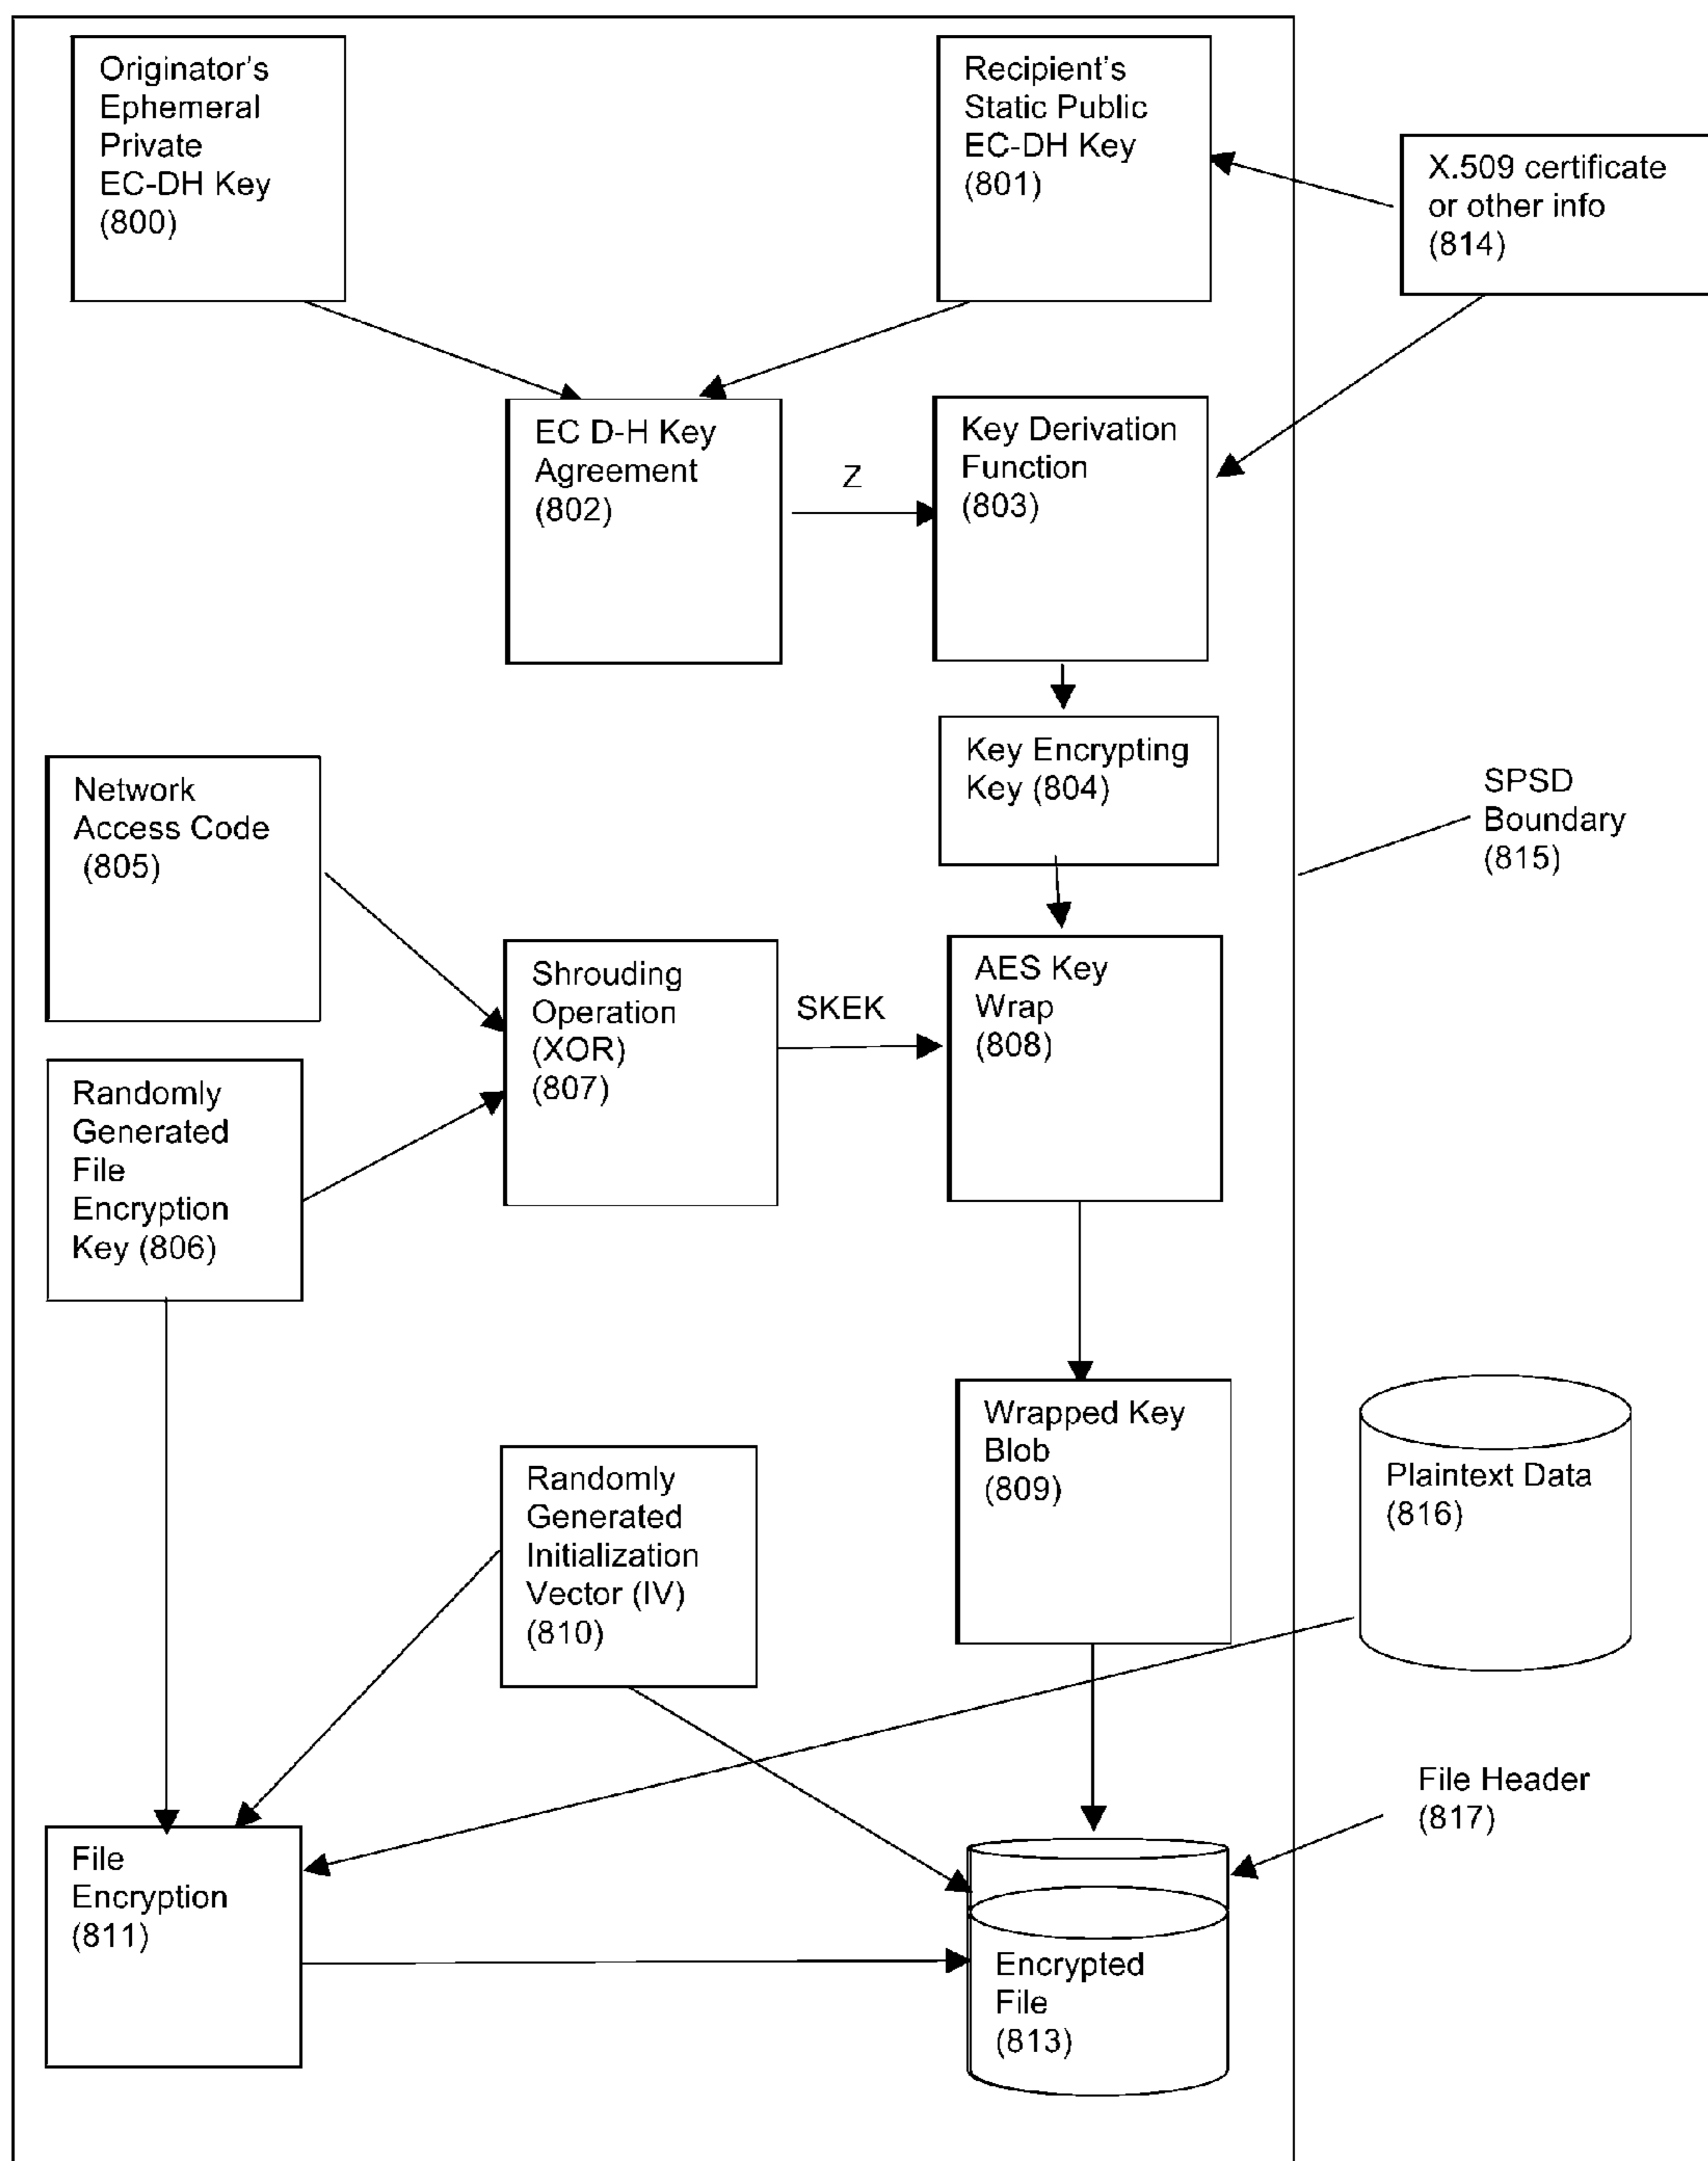 Originator's
Ephemeral
Private
EC-DH Key
(800)
Recipient's
Static Public
EC-DH Key
(801)
X.509 certificate
or other info
(814)
EC D-H Key
Agreement
(802)
Z
Key Derivation
Function
(803)
Key Encrypting
Key (804)
Network
Access Code
(805)
SPSD
Boundary
(815)
Shrouding
Operation
(XOR)
(807)
SKEK
AES Key
Wrap
(808)
Randomly
Generated
File
Encryption
Key (806)
Wrapped Key
Blob
(809)
Plaintext Data
(816)
Randomly
Generated
Initialization
Vector (IV)
(810)
File Header
(817)
File
Encryption
(811)
Encrypted
File
(813)